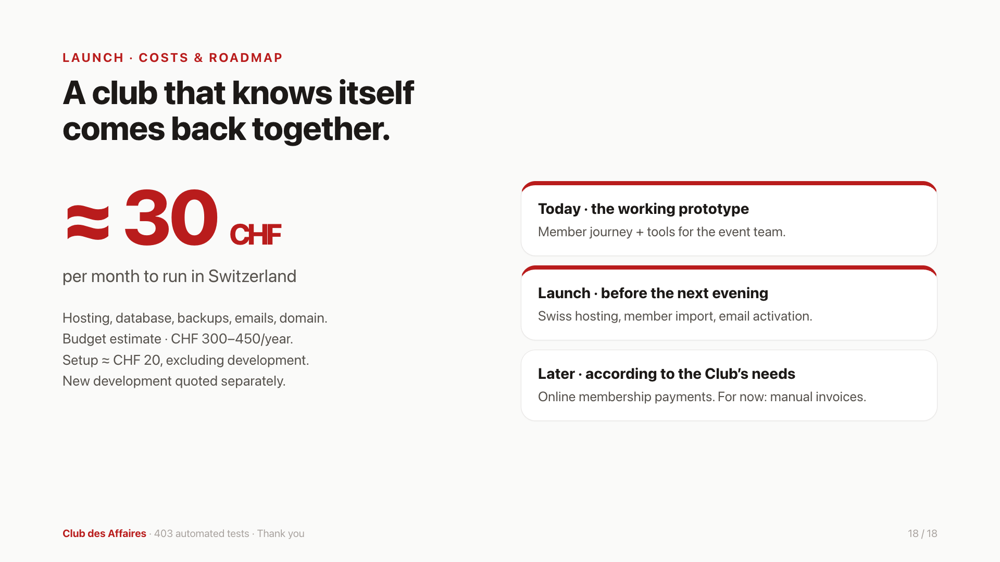 LAUNCH · COSTS & ROADMAP
A club that knows itself
comes back together.
≈ 30 CHF
per month to run in Switzerland
Hosting, database, backups, emails, domain.
Budget estimate · CHF 300–450/year.
Setup ≈ CHF 20, excluding development.
New development quoted separately.
Today · the working prototype
Member journey + tools for the event team.
Launch · before the next evening
Swiss hosting, member import, email activation.
Later · according to the Club’s needs
Online membership payments. For now: manual invoices.
Club des Affaires · 403 automated tests · Thank you
18 / 18